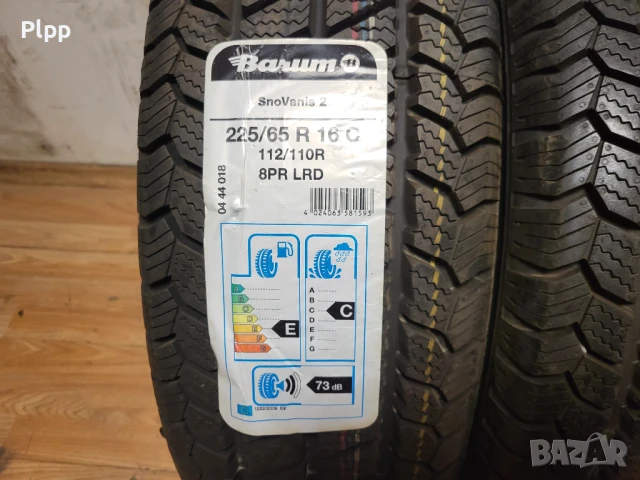 Plpp
Barum
SnoVanis 2
225/65 R 16 C
112/110R
8PR LRD
04 44 018
4 024063 581593
A
B
C
D
E
F
G
E
C
73 dB
BAZAR